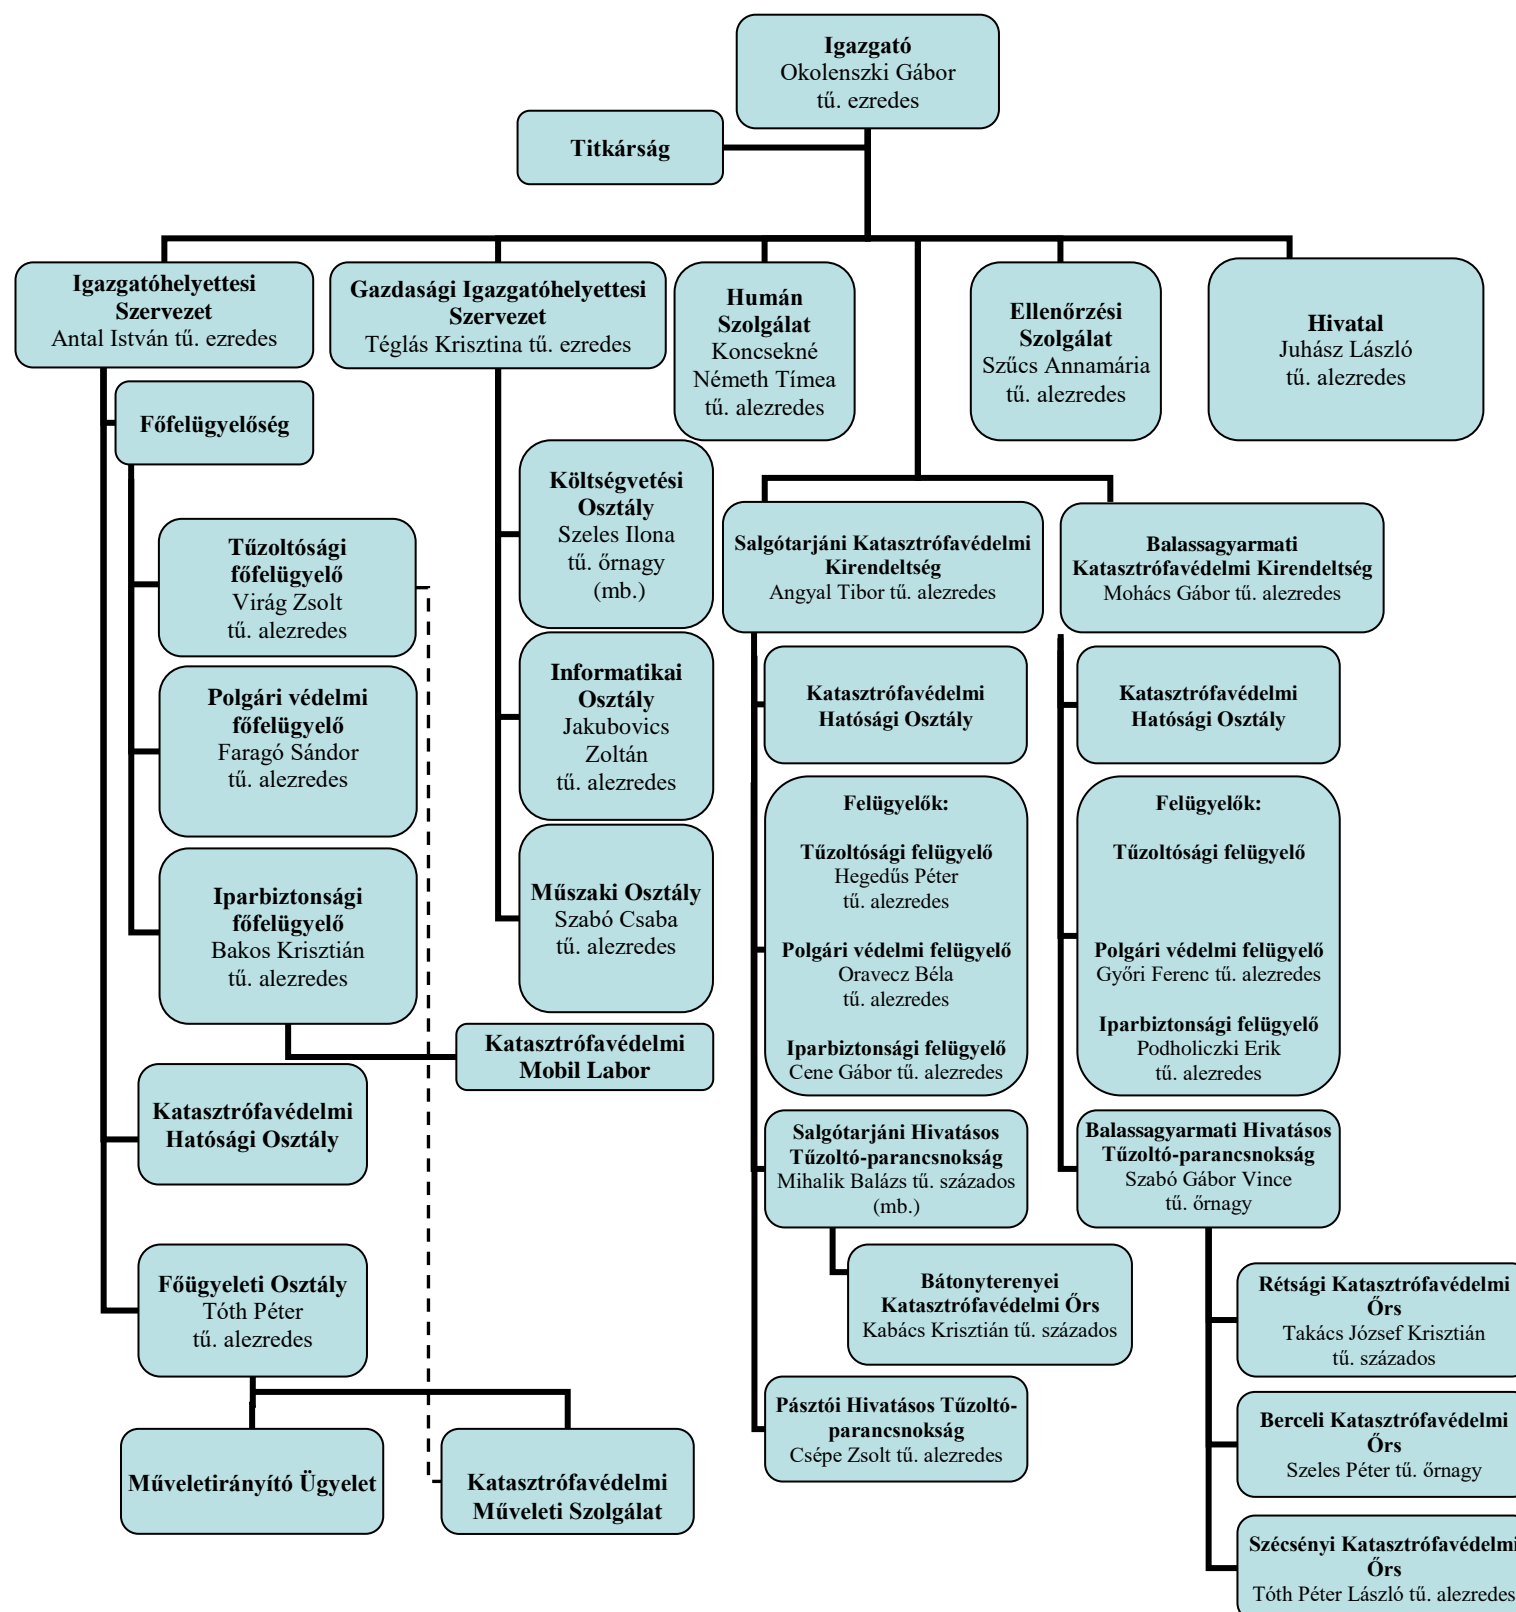 Igazgató
Okolenszki Gábor
tű. ezredes
Titkárság
Igazgatóhelyettesi
Szervezet
Antal István tű. ezredes
Gazdasági Igazgatóhelyettesi
Szervezet
Téglás Krisztina tű. ezredes
Humán
Szolgálat
Koncsekné
Németh Tímea
tű. alezredes
Ellenőrzési
Szolgálat
Szűcs Annamária
tű. alezredes
Hivatal
Juhász László
tű. alezredes
Főfelügyelőség
Tűzoltósági
főfelügyelő
Virág Zsolt
tű. alezredes
Polgári védelmi
főfelügyelő
Faragó Sándor
tű. alezredes
Iparbiztonsági
főfelügyelő
Bakos Krisztián
tű. alezredes
Katasztrófavédelmi
Mobil Labor
Katasztrófavédelmi
Hatósági Osztály
Főügyeleti Osztály
Tóth Péter
tű. alezredes
Műveletirányító Ügyelet
Katasztrófavédelmi
Műveleti Szolgálat
Költségvetési
Osztály
Szeles Ilona
tű. őrnagy
(mb.)
Informatikai
Osztály
Jakubovics
Zoltán
tű. alezredes
Műszaki Osztály
Szabó Csaba
tű. alezredes
Salgótarjáni Katasztrófavédelmi
Kirendeltség
Angyal Tibor tű. alezredes
Katasztrófavédelmi
Hatósági Osztály
Felügyelők:
Tűzoltósági felügyelő
Hegedűs Péter
tű. alezredes
Polgári védelmi felügyelő
Oravecz Béla
tű. alezredes
Iparbiztonsági felügyelő
Cene Gábor tű. alezredes
Salgótarjáni Hivatásos
Tűzoltó-parancsnokság
Mihalik Balázs tű. százados
(mb.)
Bátonyterenyei
Katasztrófavédelmi Őrs
Kabács Krisztián tű. százados
Pásztói Hivatásos Tűzoltó-
parancsnokság
Csépe Zsolt tű. alezredes
Balassagyarmati
Katasztrófavédelmi Kirendeltség
Mohács Gábor tű. alezredes
Katasztrófavédelmi
Hatósági Osztály
Felügyelők:
Tűzoltósági felügyelő
Polgári védelmi felügyelő
Győri Ferenc tű. alezredes
Iparbiztonsági felügyelő
Podholiczki Erik
tű. alezredes
Balassagyarmati Hivatásos
Tűzoltó-parancsnokság
Szabó Gábor Vince
tű. őrnagy
Rétsági Katasztrófavédelmi
Őrs
Takács József Krisztián
tű. százados
Berceli Katasztrófavédelmi
Őrs
Szeles Péter tű. őrnagy
Szécsényi Katasztrófavédelmi
Őrs
Tóth Péter László tű. alezredes